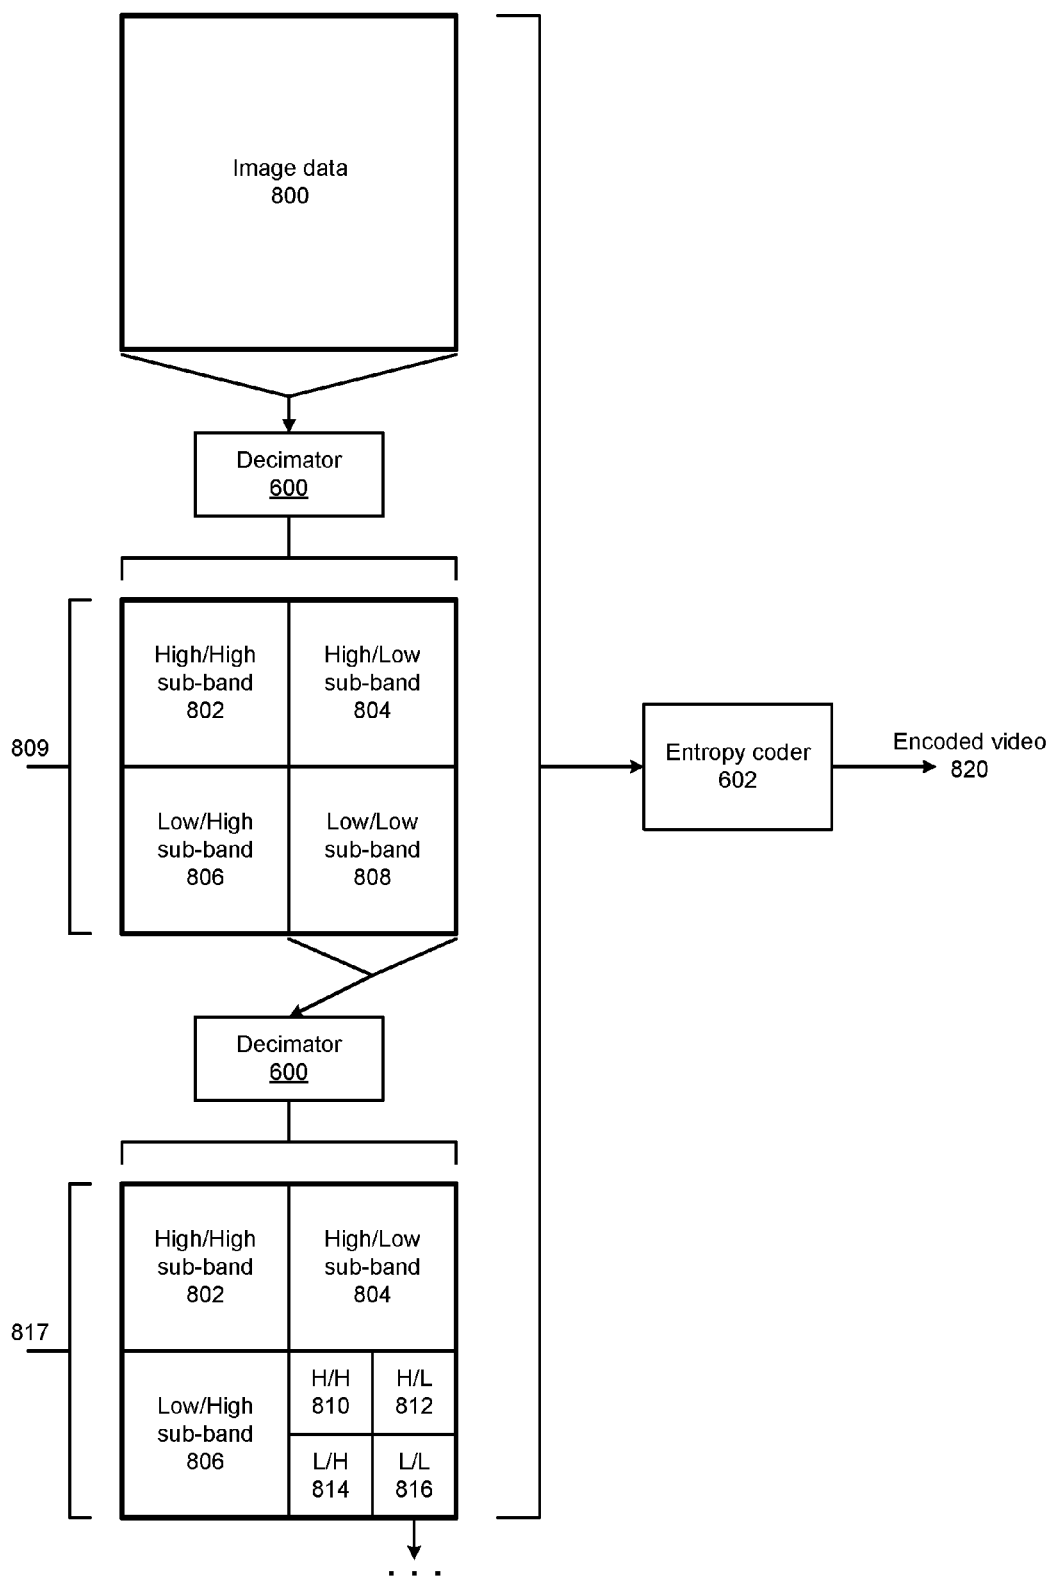 Image data
800
Decimator
600
High/High
sub-band
802
High/Low
sub-band
804
809
Low/High
sub-band
806
Low/Low
sub-band
808
Entropy coder
602
Encoded video
820
Decimator
600
High/High
sub-band
802
High/Low
sub-band
804
817
Low/High
sub-band
806
H/H
810
H/L
812
L/H
814
L/L
816
. . .